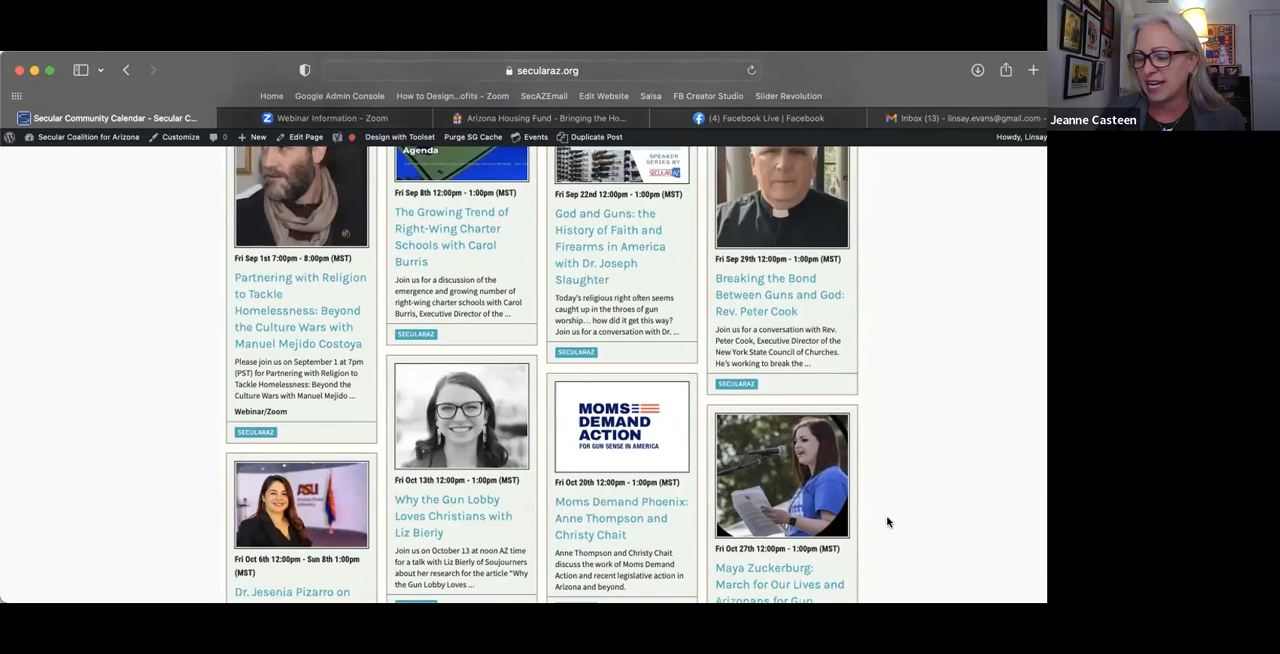 Jeanne Casteen
secularaz.org
Home
Google Admin Console
How to Design...ofits - Zoom
SecAZEmail
Edit Website
Salsa
FB Creator Studio
Slider Revolution
Secular Community Calendar - Secular C...
Webinar Information - Zoom
Arizona Housing Fund - Bringing the Ho...
(4) Facebook Live | Facebook
Inbox (13) - linsay.evans@gmail.com -
Secular Coalition for Arizona
Customize
0
New
Edit Page
Design with Toolset
Purge SG Cache
Events
Duplicate Post
Howdy, Linsay
Fri Sep 1st 7:00pm - 8:00pm (MST)
Partnering with Religion
to Tackle
Homelessness: Beyond
the Culture Wars with
Manuel Mejido Costoya
Please join us on September 1 at 7pm
(PST) for Partnering with Religion to
Tackle Homelessness: Beyond the
Culture Wars with Manuel Mejido ...
Webinar/Zoom
SECULARAZ
ASU
Fri Oct 6th 12:00pm - Sun 8th 1:00pm
(MST)
Dr. Jesenia Pizarro on
Agenda
Fri Sep 8th 12:00pm - 1:00pm (MST)
The Growing Trend of
Right-Wing Charter
Schools with Carol
Burris
Join us for a discussion of the
emergence and growing number of
right-wing charter schools with Carol
Burris, Executive Director of the ...
SECULARAZ
Fri Oct 13th 12:00pm - 1:00pm (MST)
Why the Gun Lobby
Loves Christians with
Liz Bierly
Join us on October 13 at noon AZ time
for a talk with Liz Bierly of Soujourners
about her research for the article "Why
the Gun Lobby Loves ...
SPEAKER
SERIES BY
SECULARAZ
Fri Sep 22nd 12:00pm - 1:00pm (MST)
God and Guns: the
History of Faith and
Firearms in America
with Dr. Joseph
Slaughter
Today's religious right often seems
caught up in the throes of gun
worship... how did it get this way?
Join us for a conversation with Dr. ...
SECULARAZ
MOMS
DEMAND
ACTION
FOR GUN SENSE IN AMERICA
Fri Oct 20th 12:00pm - 1:00pm (MST)
Moms Demand Phoenix:
Anne Thompson and
Christy Chait
Anne Thompson and Christy Chait
discuss the work of Moms Demand
Action and recent legislative action in
Arizona and beyond.
Fri Sep 29th 12:00pm - 1:00pm (MST)
Breaking the Bond
Between Guns and God:
Rev. Peter Cook
Join us for a conversation with Rev.
Peter Cook, Executive Director of the
New York State Council of Churches.
He's working to break the ...
SECULARAZ
Fri Oct 27th 12:00pm - 1:00pm (MST)
Maya Zuckerburg:
March for Our Lives and
Arizonans for Gun